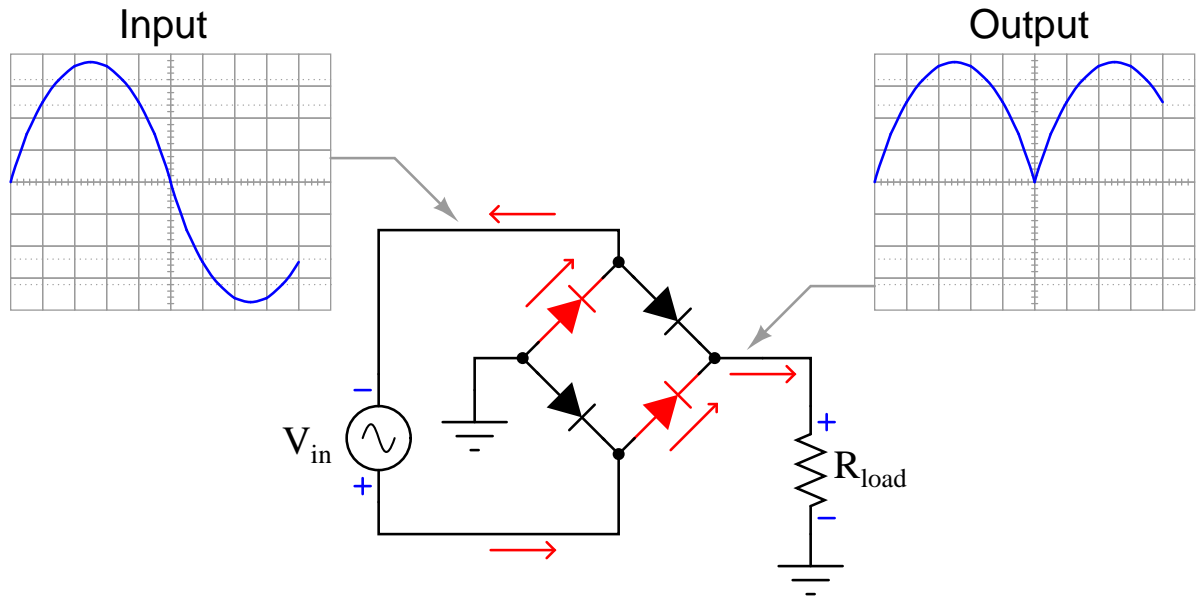 Input
Output
−
V_in
+
+
R_load
−